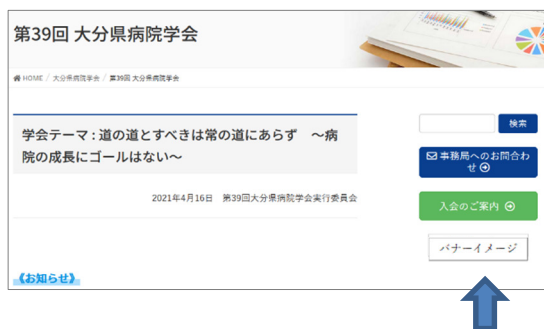 第39回 大分県病院学会
HOME / 大分県病院学会 / 第39回 大分県病院学会
検索
学会テーマ : 道の道とすべきは常の道にあらず　～病
院の成長にゴールはない～
事務局へのお問合わ
せ
2021年4月16日　第39回大分県病院学会実行委員会
入会のご案内
バナーイメージ
《お知らせ》